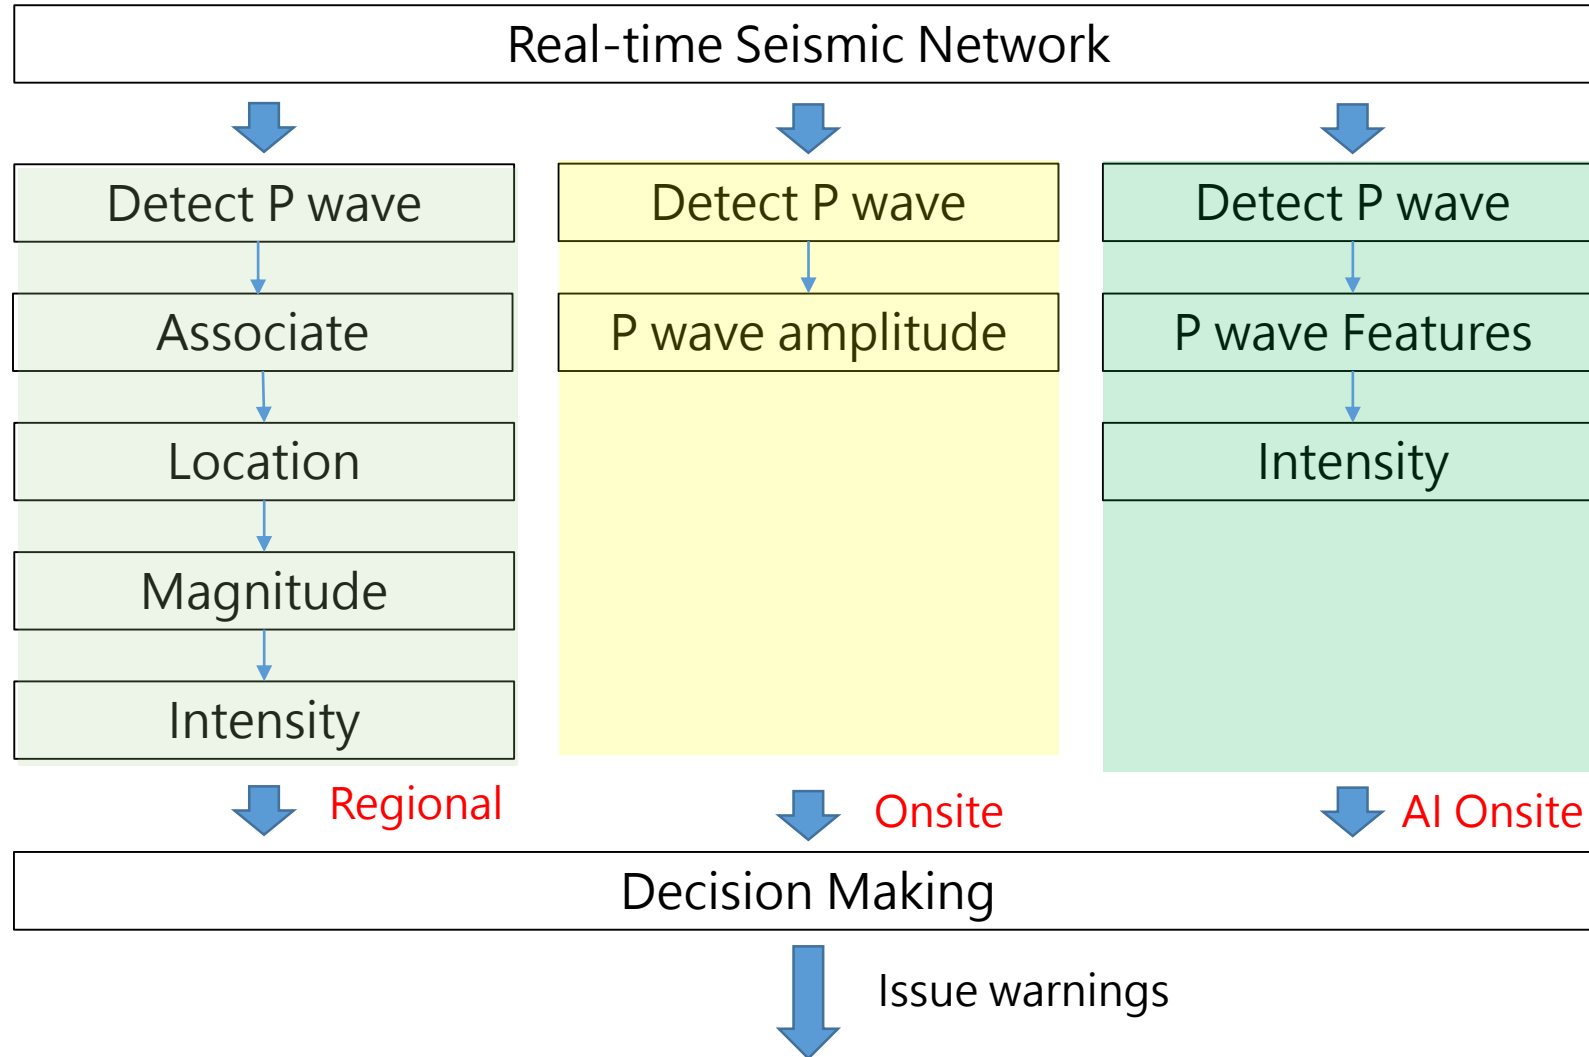 Real-time Seismic Network
Detect P wave
Associate
Location
Magnitude
Intensity
Regional
Detect P wave
P wave amplitude
Onsite
Detect P wave
P wave Features
Intensity
AI Onsite
Decision Making
Issue warnings